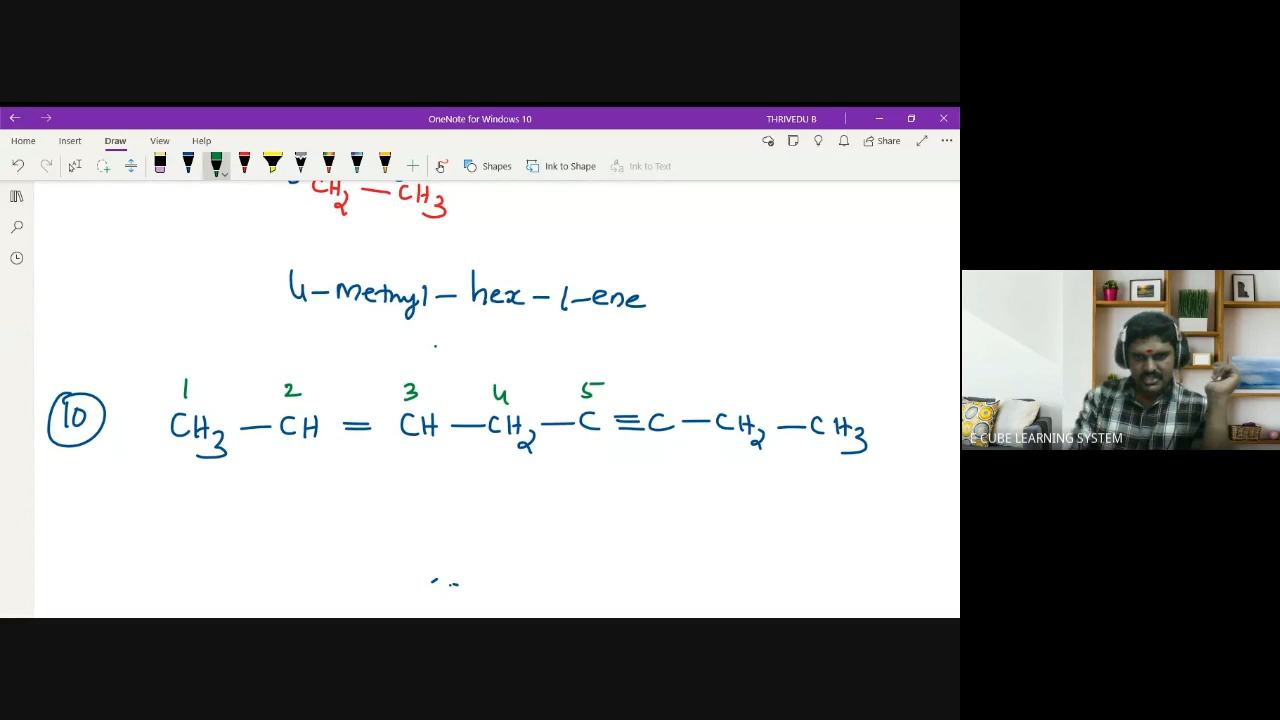 OneNote for Windows 10
THRIVEDU B
Home Insert Draw View Help
Share
Shapes Ink to Shape Ink to Text
CH2 — CH3
4-methyl-hex-1-ene
1 2 3 4 5
10 CH3 — CH = CH — CH2 — C ≡ C — CH2 — CH3
E CUBE LEARNING SYSTEM